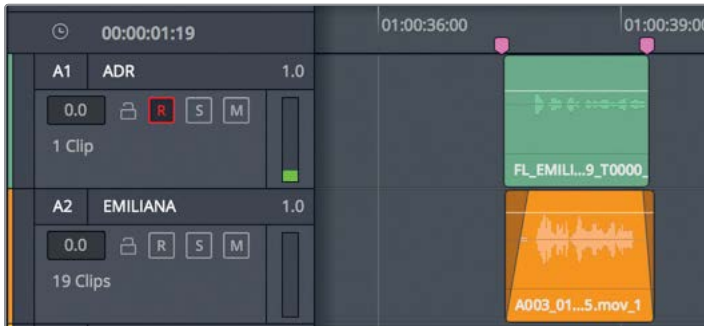 00:00:01:19
01:00:36:00
01:00:39:00
A1 ADR 1.0
0.0 R S M
1 Clip
FL_EMILI...9_T0000_
A2 EMILIANA 1.0
0.0 R S M
19 Clips
A003_01...5.mov_1